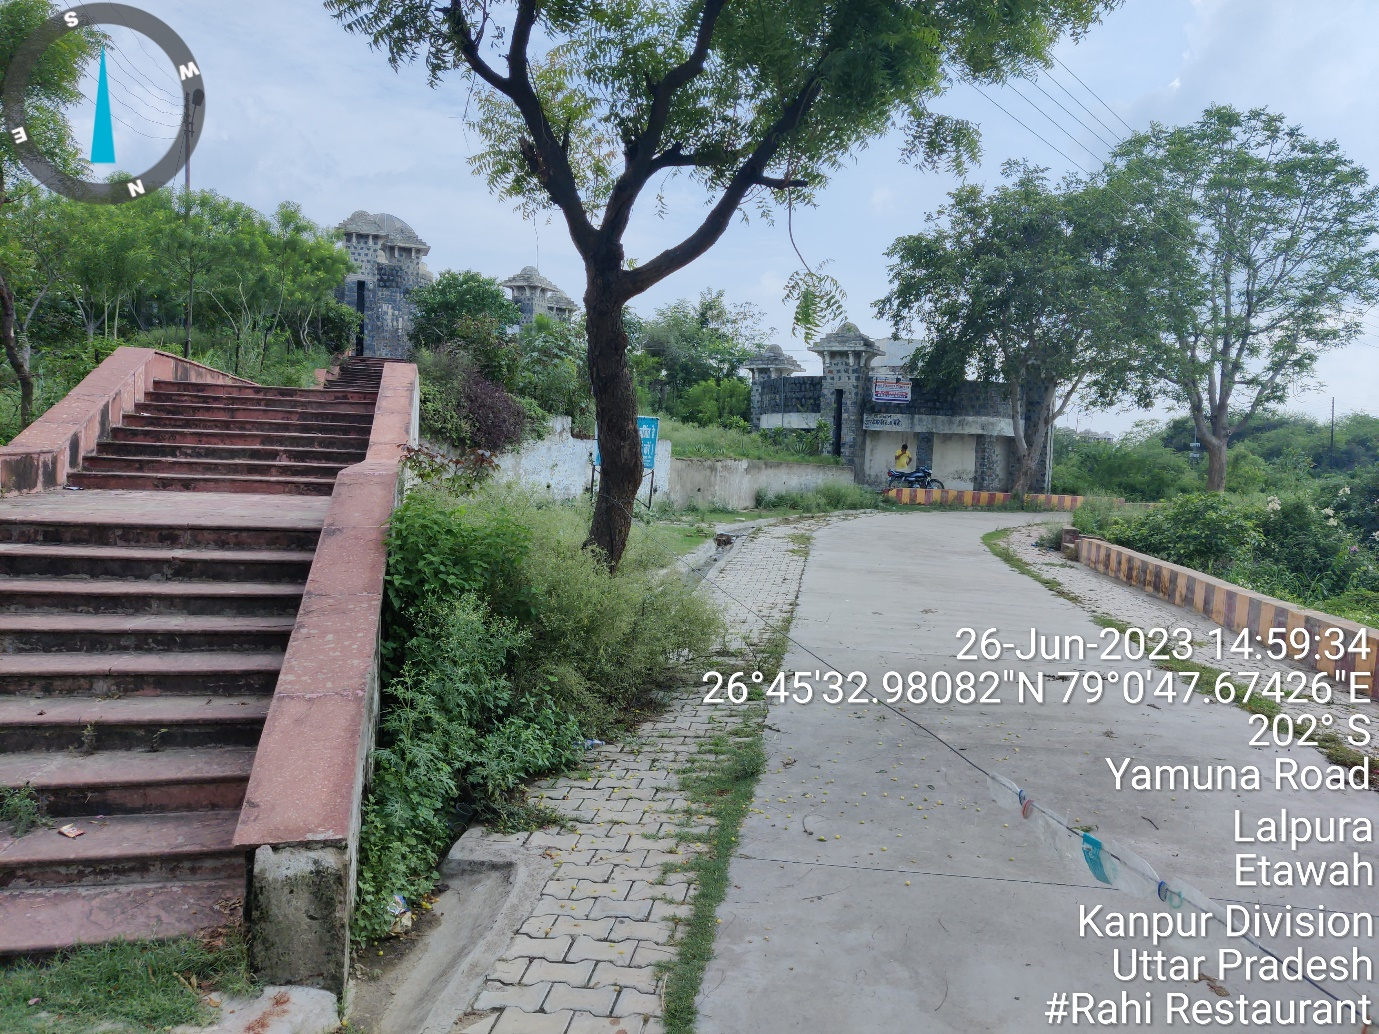 S
W
E
N
26-Jun-2023 14:59:34
26°45'32.98082"N 79°0'47.67426"E
202° S
Yamuna Road
Lalpura
Etawah
Kanpur Division
Uttar Pradesh
#Rahi Restaurant